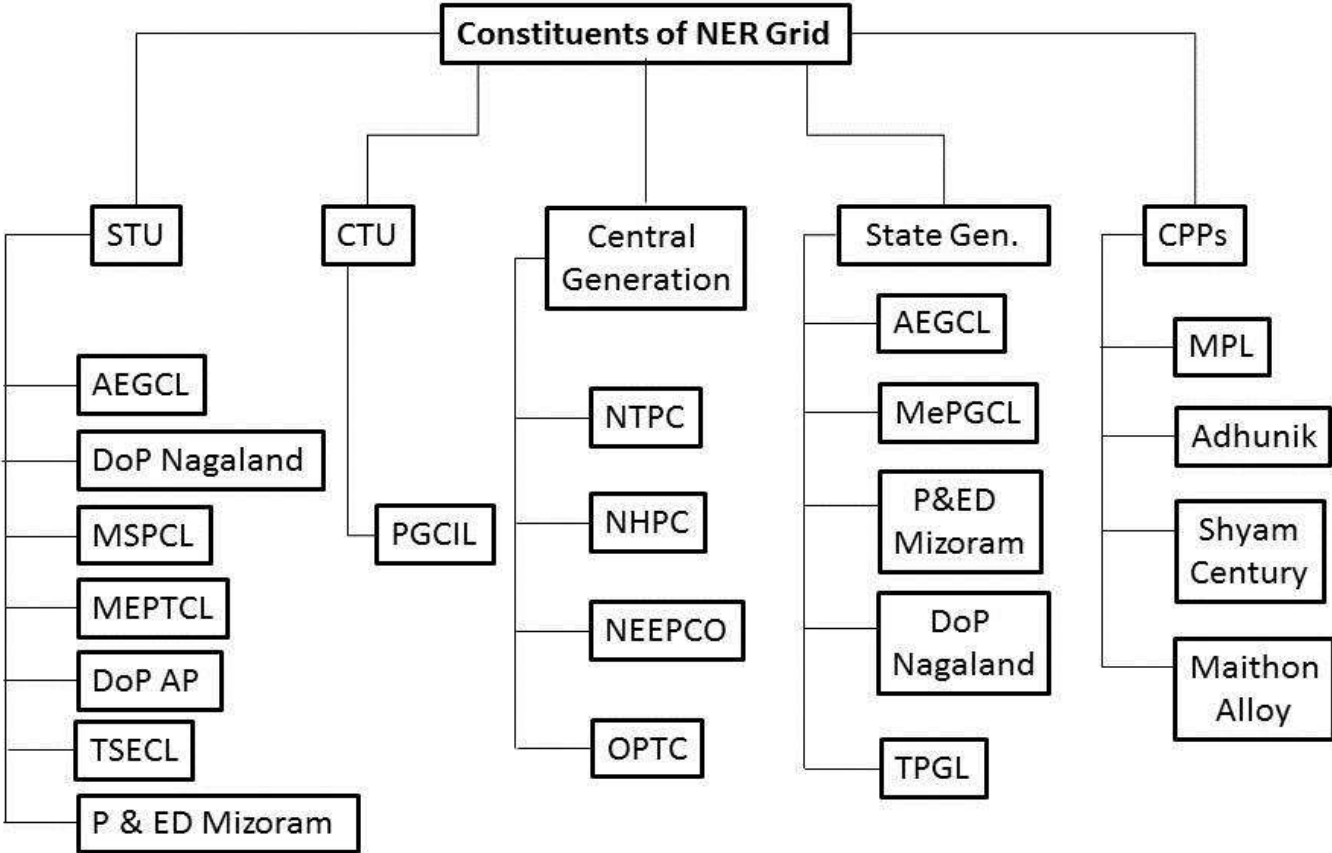 Constituents of NER Grid
STU
AEGCL
DoP Nagaland
MSPCL
MEPTCL
DoP AP
TSECL
P & ED Mizoram
CTU
PGCIL
Central
Generation
NTPC
NHPC
NEEPCO
OPTC
State Gen.
AEGCL
MePGCL
P&ED
Mizoram
DoP
Nagaland
TPGL
CPPs
MPL
Adhunik
Shyam
Century
Maithon
Alloy